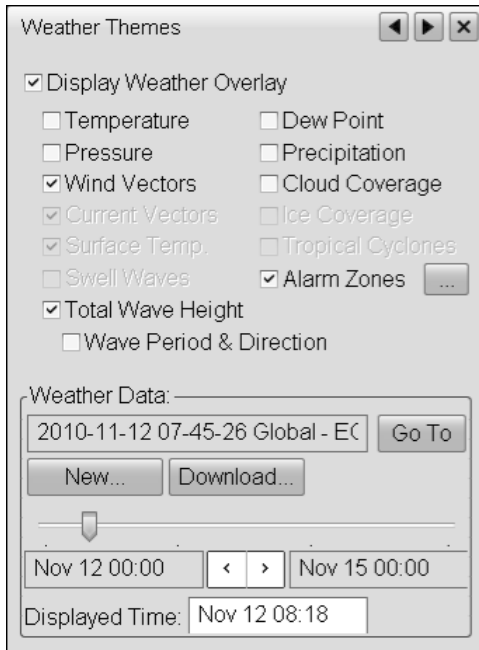 Weather Themes
Display Weather Overlay
Temperature Dew Point
Pressure Precipitation
Wind Vectors Cloud Coverage
Current Vectors Ice Coverage
Surface Temp. Tropical Cyclones
Swell Waves Alarm Zones ...
Total Wave Height
Wave Period & Direction
Weather Data:
2010-11-12 07-45-26 Global - EC Go To
New... Download...
Nov 12 00:00 < > Nov 15 00:00
Displayed Time: Nov 12 08:18